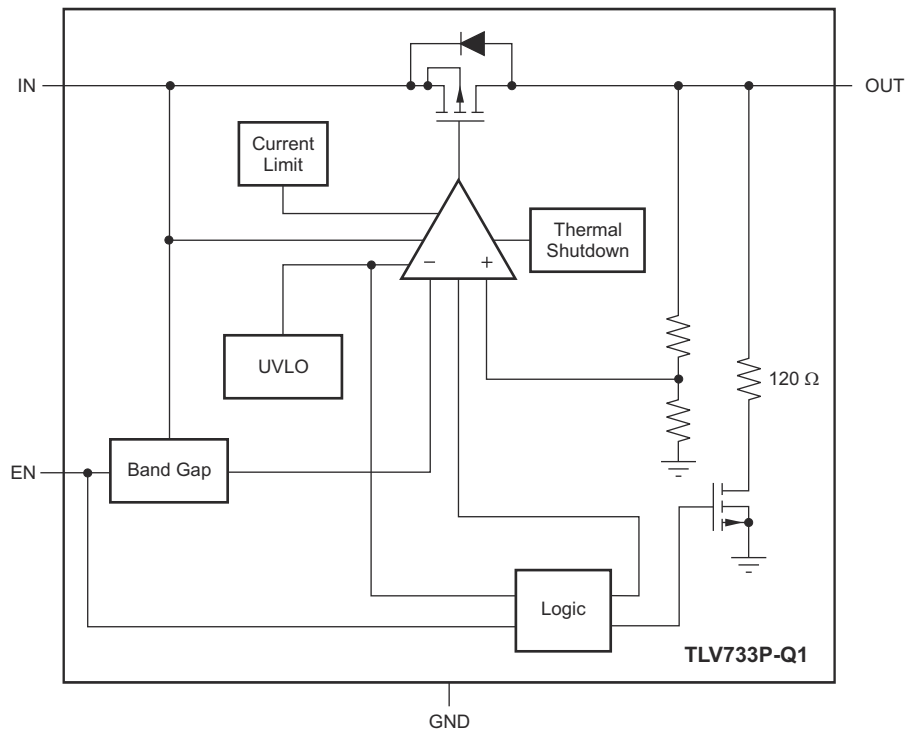 IN
OUT
Current
Limit
Thermal
Shutdown
− +
UVLO
120 Ω
EN
Band Gap
Logic
TLV733P-Q1
GND